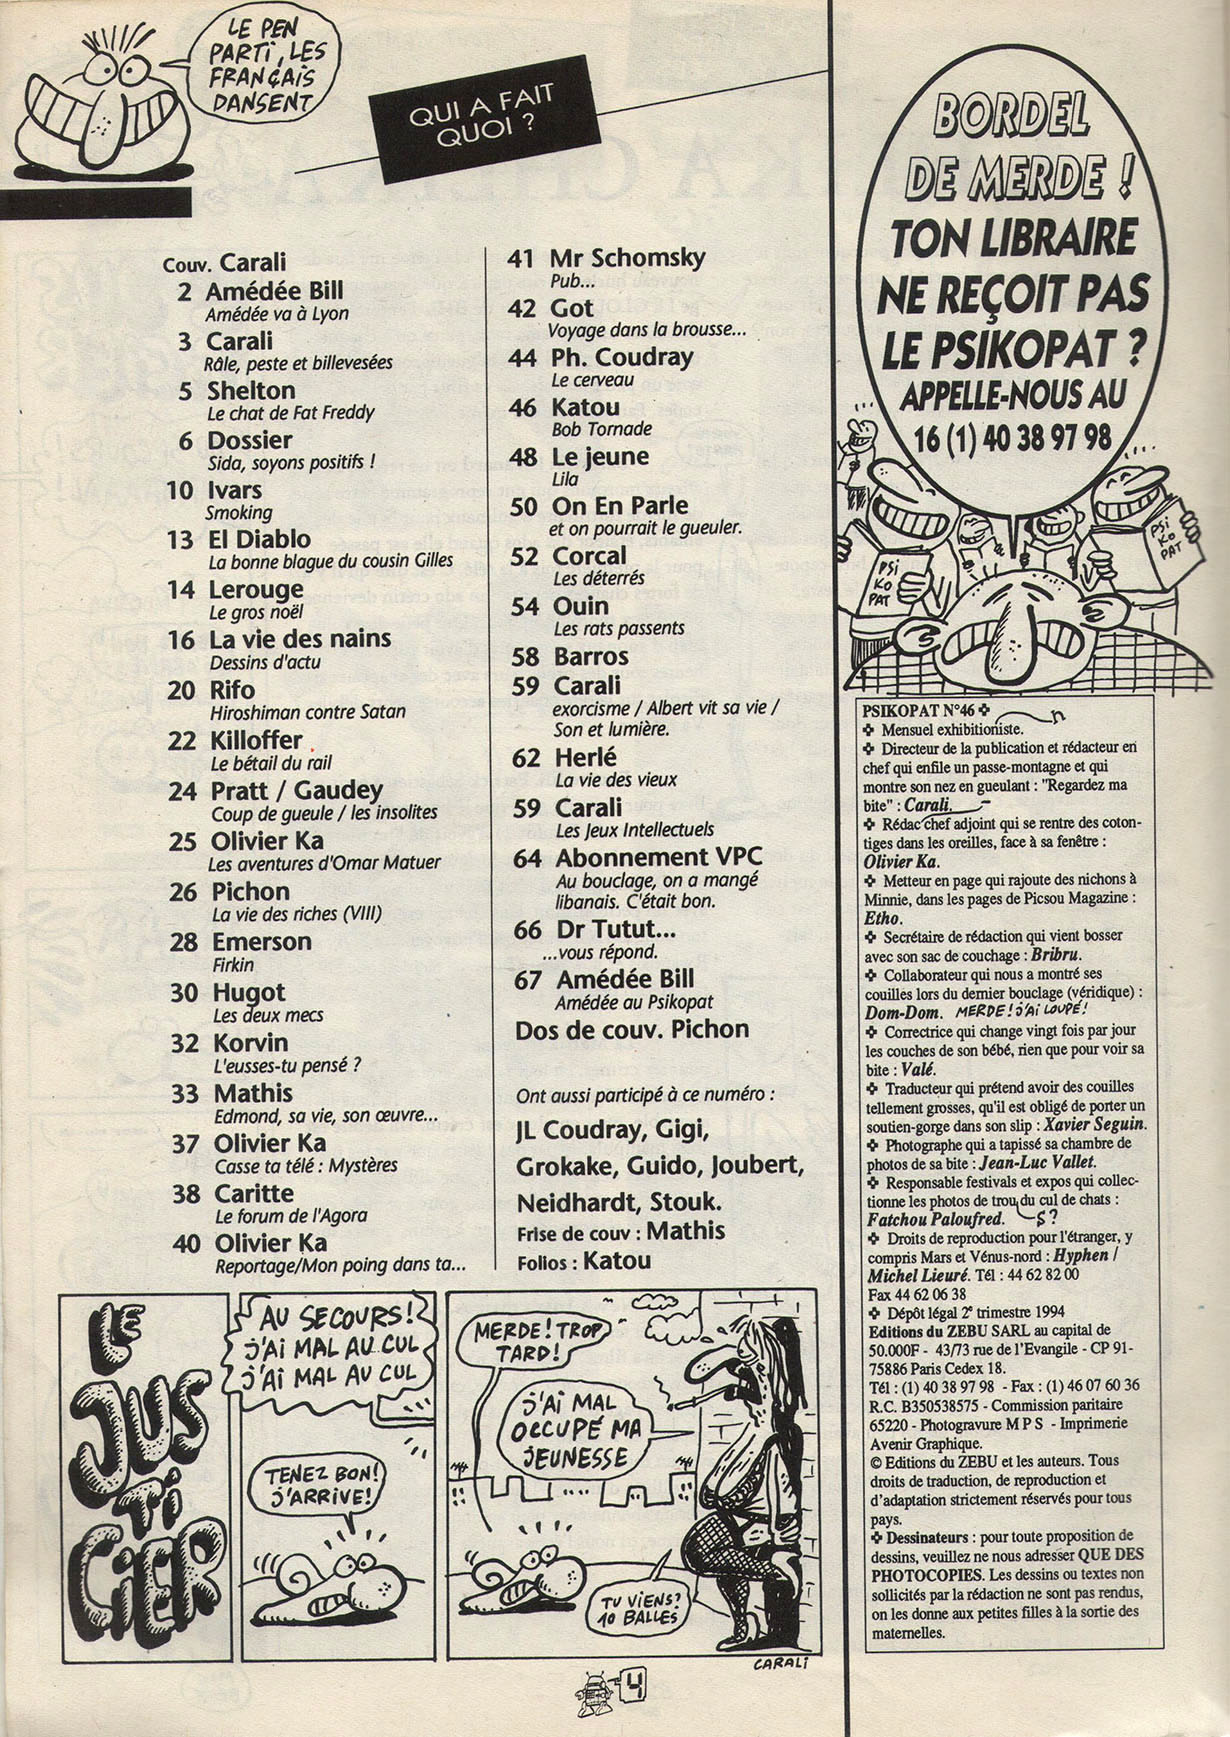 LE PEN
PARTI, LES
FRANÇAIS
DANSENT
QUI A FAIT
QUOI ?
Couv. Carali
2 Amédée Bill
Amédée va à Lyon
3 Carali
Râle, peste et billevesées
5 Shelton
Le chat de Fat Freddy
6 Dossier
Sida, soyons positifs !
10 Ivars
Smoking
13 El Diablo
La bonne blague du cousin Gilles
14 Lerouge
Le gros noël
16 La vie des nains
Dessins d'actu
20 Rifo
Hiroshiman contre Satan
22 Killoffer
Le bétail du rail
24 Pratt / Gaudey
Coup de gueule / les insolites
25 Olivier Ka
Les aventures d'Omar Matuer
26 Pichon
La vie des riches (VIII)
28 Emerson
Firkin
30 Hugot
Les deux mecs
32 Korvin
L'eusses-tu pensé ?
33 Mathis
Edmond, sa vie, son œuvre...
37 Olivier Ka
Casse ta télé : Mystères
38 Caritte
Le forum de l'Agora
40 Olivier Ka
Reportage/Mon poing dans ta...
41 Mr Schomsky
Pub...
42 Got
Voyage dans la brousse...
44 Ph. Coudray
Le cerveau
46 Katou
Bob Tornade
48 Le jeune
Lila
50 On En Parle
et on pourrait le gueuler.
52 Corcal
Les déterrés
54 Ouin
Les rats passents
58 Barros
59 Carali
exorcisme / Albert vit sa vie /
Son et lumière.
62 Herlé
La vie des vieux
59 Carali
Les Jeux Intellectuels
64 Abonnement VPC
Au bouclage, on a mangé
libanais. C'était bon.
66 Dr Tutut...
...vous répond.
67 Amédée Bill
Amédée au Psikopat
Dos de couv. Pichon
Ont aussi participé à ce numéro :
JL Coudray, Gigi,
Grokake, Guido, Joubert,
Neidhardt, Stouk.
Frise de couv : Mathis
Folios : Katou
BORDEL
DE MERDE !
TON LIBRAIRE
NE REÇOIT PAS
LE PSIKOPAT ?
APPELLE-NOUS AU
16 (1) 40 38 97 98
PSI
KO
PAT
PSI
KO
PAT
PSIKOPAT N°46 ✤
n
✤ Mensuel exhibitioniste.
✤ Directeur de la publication et rédacteur en
chef qui enfile un passe-montagne et qui
montre son nez en gueulant : "Regardez ma
bite" : Carali.
✤ Rédac chef adjoint qui se rentre des coton-
tiges dans les oreilles, face à sa fenêtre :
Olivier Ka.
✤ Metteur en page qui rajoute des nichons à
Minnie, dans les pages de Picsou Magazine :
Etho.
✤ Secrétaire de rédaction qui vient bosser
avec son sac de couchage : Bribru.
✤ Collaborateur qui nous a montré ses
couilles lors du dernier bouclage (véridique) :
Dom-Dom. MERDE! J'AI LOUPÉ!
✤ Correctrice qui change vingt fois par jour
les couches de son bébé, rien que pour voir sa
bite : Valé.
✤ Traducteur qui prétend avoir des couilles
tellement grosses, qu'il est obligé de porter un
soutien-gorge dans son slip : Xavier Seguin.
✤ Photographe qui a tapissé sa chambre de
photos de sa bite : Jean-Luc Vallet.
✤ Responsable festivals et expos qui collec-
tionne les photos de trou du cul de chats :
Fatchou Paloufred. S?
✤ Droits de reproduction pour l'étranger, y
compris Mars et Vénus-nord : Hyphen /
Michel Lieuré. Tél : 44 62 82 00
Fax 44 62 06 38
✤ Dépôt légal 2e trimestre 1994
Editions du ZEBU SARL au capital de
50.000F - 43/73 rue de l'Evangile - CP 91-
75886 Paris Cedex 18.
Tél : (1) 40 38 97 98 - Fax : (1) 46 07 60 36
R.C. B350538575 - Commission paritaire
65220 - Photogravure M P S - Imprimerie
Avenir Graphique.
© Editions du ZEBU et les auteurs. Tous
droits de traduction, de reproduction et
d'adaptation strictement réservés pour tous
pays.
✤ Dessinateurs : pour toute proposition de
dessins, veuillez ne nous adresser QUE DES
PHOTOCOPIES. Les dessins ou textes non
sollicités par la rédaction ne sont pas rendus,
on les donne aux petites filles à la sortie des
maternelles.
LE
JUS
TI
CIER
AU SECOURS!
J'AI MAL AU CUL
J'AI MAL AU CUL
TENEZ BON!
J'ARRIVE!
MERDE! TROP
TARD!
J'AI MAL
OCCUPÉ MA
JEUNESSE
TU VIENS?
10 BALLES
CARALI
4